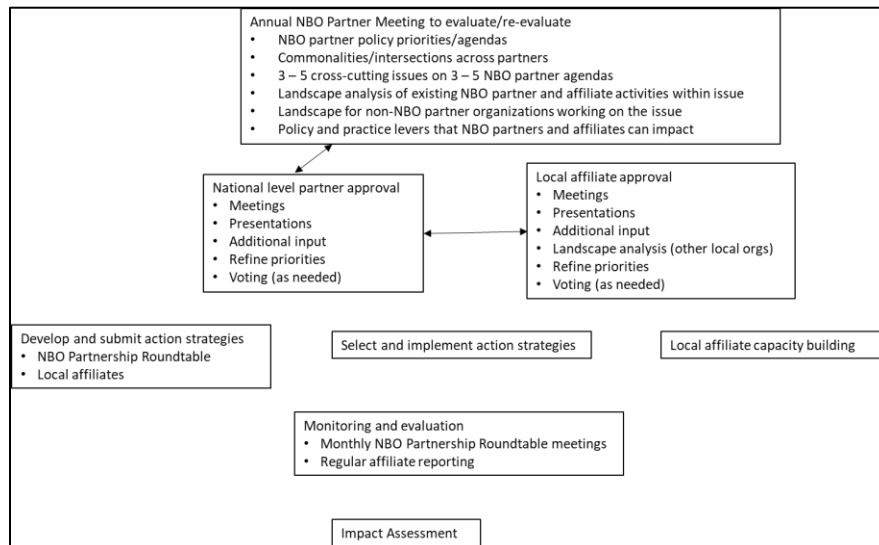 Annual NBO Partner Meeting to evaluate/re-evaluate
• NBO partner policy priorities/agendas
• Commonalities/intersections across partners
• 3 – 5 cross-cutting issues on 3 – 5 NBO partner agendas
• Landscape analysis of existing NBO partner and affiliate activities within issue
• Landscape for non-NBO partner organizations working on the issue
• Policy and practice levers that NBO partners and affiliates can impact
National level partner approval
• Meetings
• Presentations
• Additional input
• Refine priorities
• Voting (as needed)
Local affiliate approval
• Meetings
• Presentations
• Additional input
• Landscape analysis (other local orgs)
• Refine priorities
• Voting (as needed)
Develop and submit action strategies
• NBO Partnership Roundtable
• Local affiliates
Select and implement action strategies
Local affiliate capacity building
Monitoring and evaluation
• Monthly NBO Partnership Roundtable meetings
• Regular affiliate reporting
Impact Assessment